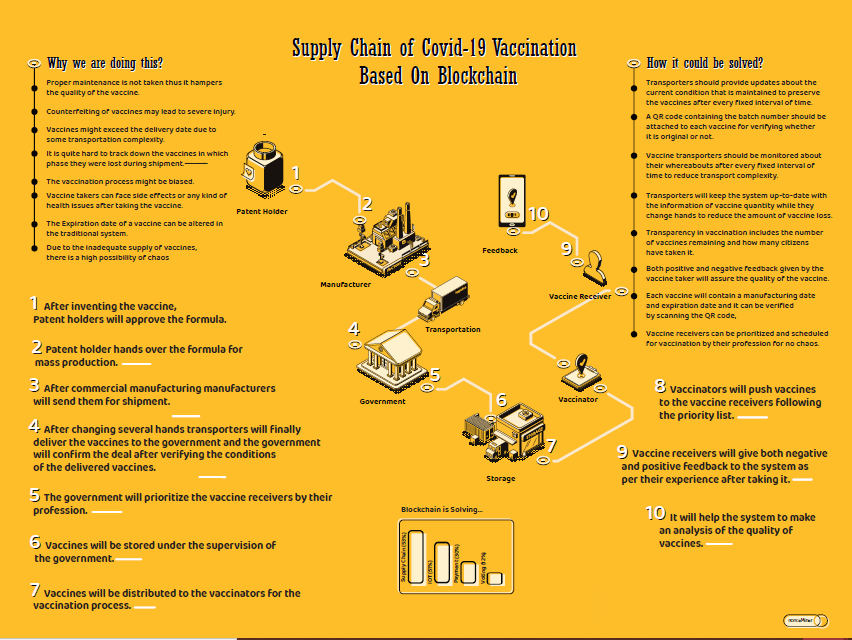 Supply Chain of Covid-19 Vaccination
Based On Blockchain
Why we are doing this?
Proper maintenance is not taken thus it hampers
the quality of the vaccine.
Counterfeiting of vaccines may lead to severe injury.
Vaccines might exceed the delivery date due to
some transportation complexity.
It is quite hard to track down the vaccines in which
phase they were lost during shipment.
The vaccination process might be biased.
Vaccine takers can face side effects or any kind of
health issues after taking the vaccine.
The Expiration date of a vaccine can be altered in
the traditional system.
Due to the inadequate supply of vaccines,
there is a high possibility of chaos
1 After inventing the vaccine,
Patent holders will approve the formula.
2 Patent holder hands over the formula for
mass production.
3 After commercial manufacturing manufacturers
will send them for shipment.
4 After changing several hands transporters will finally
deliver the vaccines to the government and the government
will confirm the deal after verifying the conditions
of the delivered vaccines.
5 The government will prioritize the vaccine receivers by their
profession.
6 Vaccines will be stored under the supervision of
the government.
7 Vaccines will be distributed to the vaccinators for the
vaccination process.
1
Patent Holder
2
Manufacturer
3
Transportation
4
Government
5
6
Storage
7
Vaccinator
Vaccine Receiver
9
10
Feedback
Blockchain is Solving...
Supply Chain(53%)
IOT(51%)
Payment(30%)
Voting(12%)
How it could be solved?
Transporters should provide updates about the
current condition that is maintained to preserve
the vaccines after every fixed interval of time.
A QR code containing the batch number should be
attached to each vaccine for verifying whether
it is original or not.
Vaccine transporters should be monitored about
their whereabouts after every fixed interval of
time to reduce transport complexity.
Transporters will keep the system up-to-date with
the information of vaccine quantity while they
change hands to reduce the amount of vaccine loss.
Transparency in vaccination includes the number
of vaccines remaining and how many citizens
have taken it.
Both positive and negative feedback given by the
vaccine taker will assure the quality of the vaccine.
Each vaccine will contain a manufacturing date
and expiration date and it can be verified
by scanning the QR code,
Vaccine receivers can be prioritized and scheduled
for vaccination by their profession for no chaos.
8 Vaccinators will push vaccines
to the vaccine receivers following
the priority list.
9 Vaccine receivers will give both negative
and positive feedback to the system as
per their experience after taking it.
10 It will help the system to make
an analysis of the quality of
vaccines.